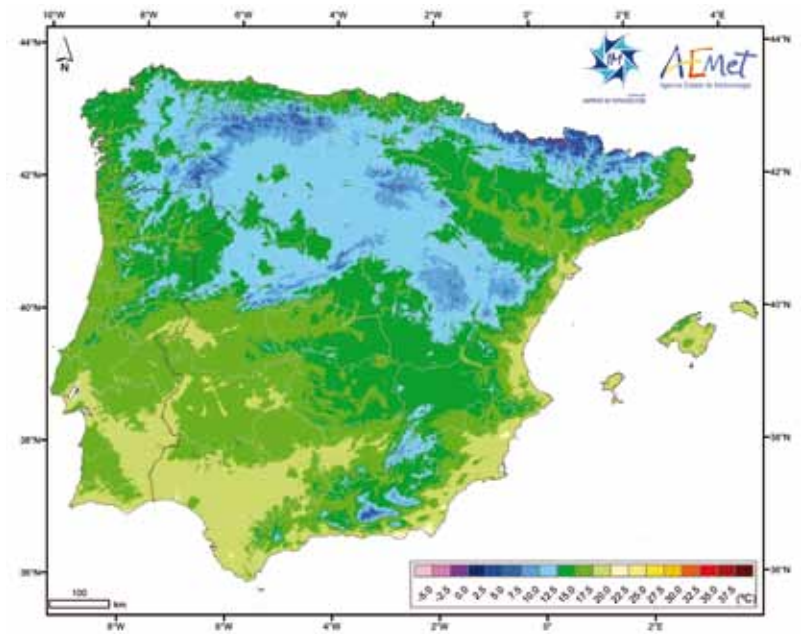 10°W 8°W 6°W 4°W 2°W 0° 2°E 4°E
44°N 44°N
N
IM AEMet
Agencia Estatal de Meteorología
42°N 42°N
40°N 40°N
38°N 38°N
36°N 36°N
-5.0 -2.5 0.0 2.5 5.0 7.5 10.0 12.5 15.0 17.5 20.0 22.5 25.0 27.5 30.0 32.5 35.0 37.5 (°C)
100
km
8°W 6°W 4°W 2°W 0° 2°E